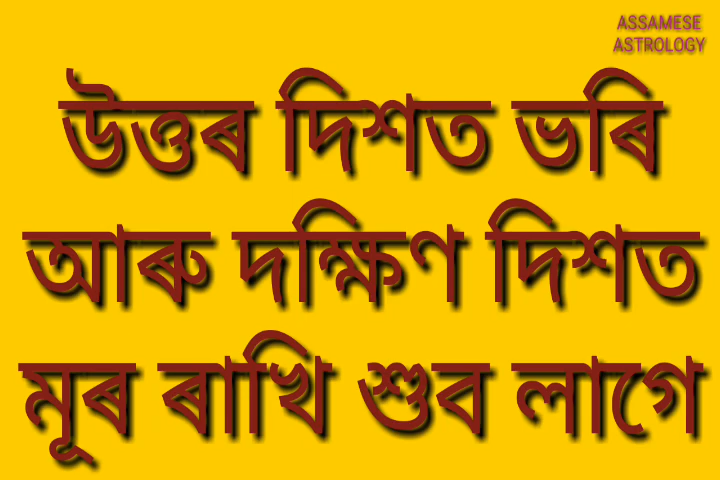 ASSAMESE
ASTROLOGY
উত্তৰ দিশত ভৰি
আৰু দক্ষিণ দিশত
মূৰ ৰাখি শুব লাগে